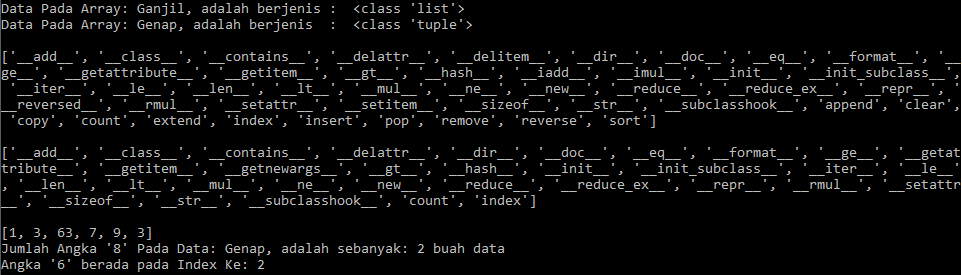 Data Pada Array: Ganjil, adalah berjenis :  <class 'list'>
Data Pada Array: Genap, adalah berjenis  :  <class 'tuple'>
['__add__', '__class__', '__contains__', '__delattr__', '__delitem__', '__dir__', '__doc__', '__eq__', '__format__', '__
ge__', '__getattribute__', '__getitem__', '__gt__', '__hash__', '__iadd__', '__imul__', '__init__', '__init_subclass__',
 '__iter__', '__le__', '__len__', '__lt__', '__mul__', '__ne__', '__new__', '__reduce__', '__reduce_ex__', '__repr__', '
__reversed__', '__rmul__', '__setattr__', '__setitem__', '__sizeof__', '__str__', '__subclasshook__', 'append', 'clear',
 'copy', 'count', 'extend', 'index', 'insert', 'pop', 'remove', 'reverse', 'sort']
['__add__', '__class__', '__contains__', '__delattr__', '__dir__', '__doc__', '__eq__', '__format__', '__ge__', '__getat
tribute__', '__getitem__', '__getnewargs__', '__gt__', '__hash__', '__init__', '__init_subclass__', '__iter__', '__le__'
, '__len__', '__lt__', '__mul__', '__ne__', '__new__', '__reduce__', '__reduce_ex__', '__repr__', '__rmul__', '__setattr
__', '__sizeof__', '__str__', '__subclasshook__', 'count', 'index']
[1, 3, 63, 7, 9, 3]
Jumlah Angka '8' Pada Data: Genap, adalah sebanyak: 2 buah data
Angka '6' berada pada Index Ke: 2